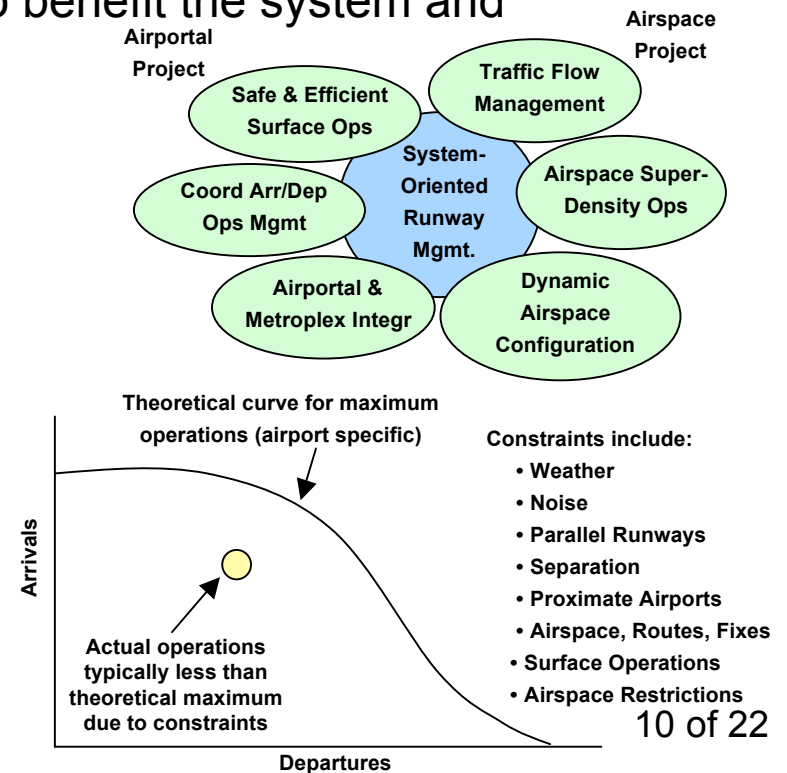 benefit the system and
Airportal
Project
Airspace
Project
Safe & Efficient
Surface Ops
Traffic Flow
Management
System-
Oriented
Runway
Mgmt.
Coord Arr/Dep
Ops Mgmt
Airspace Super-
Density Ops
Airportal &
Metroplex Integr
Dynamic
Airspace
Configuration
Theoretical curve for maximum
operations (airport specific)
Arrivals
Actual operations
typically less than
theoretical maximum
due to constraints
Departures
Constraints include:
• Weather
• Noise
• Parallel Runways
• Separation
• Proximate Airports
• Airspace, Routes, Fixes
• Surface Operations
• Airspace Restrictions
10 of 22